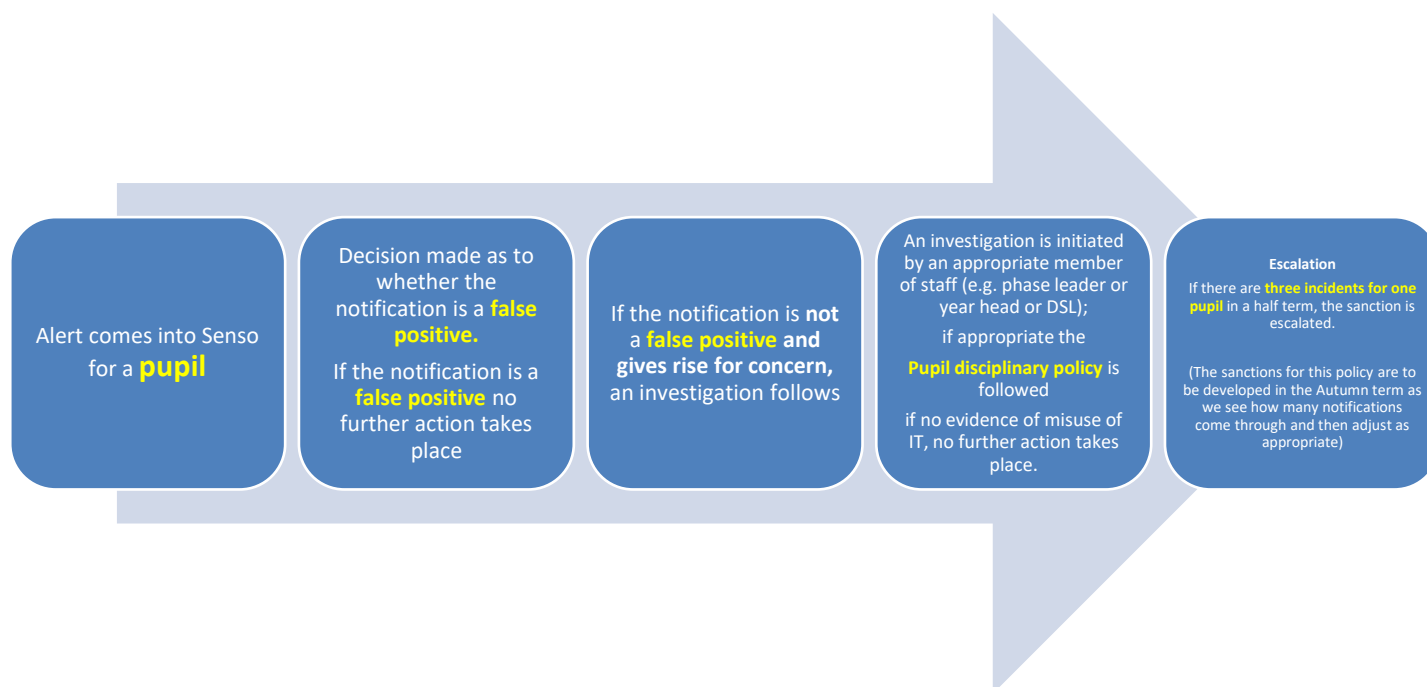 Alert comes into Senso
for a pupil
Decision made as to
whether the
notification is a false
positive.
If the notification is a
false positive no
further action takes
place
If the notification is not
a false positive and
gives rise for concern,
an investigation follows
An investigation is initiated
by an appropriate member
of staff (e.g. phase leader or
year head or DSL);
if appropriate the
Pupil disciplinary policy is
followed
if no evidence of misuse of
IT, no further action takes
place.
Escalation
If there are three incidents for one
pupil in a half term, the sanction is
escalated.
(The sanctions for this policy are to
be developed in the Autumn term as
we see how many notifications
come through and then adjust as
appropriate)